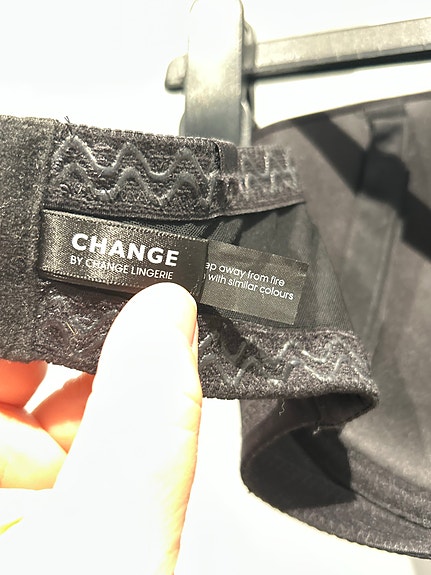 CHANGE
BY CHANGE LINGERIE
ep away from fire
with similar colours